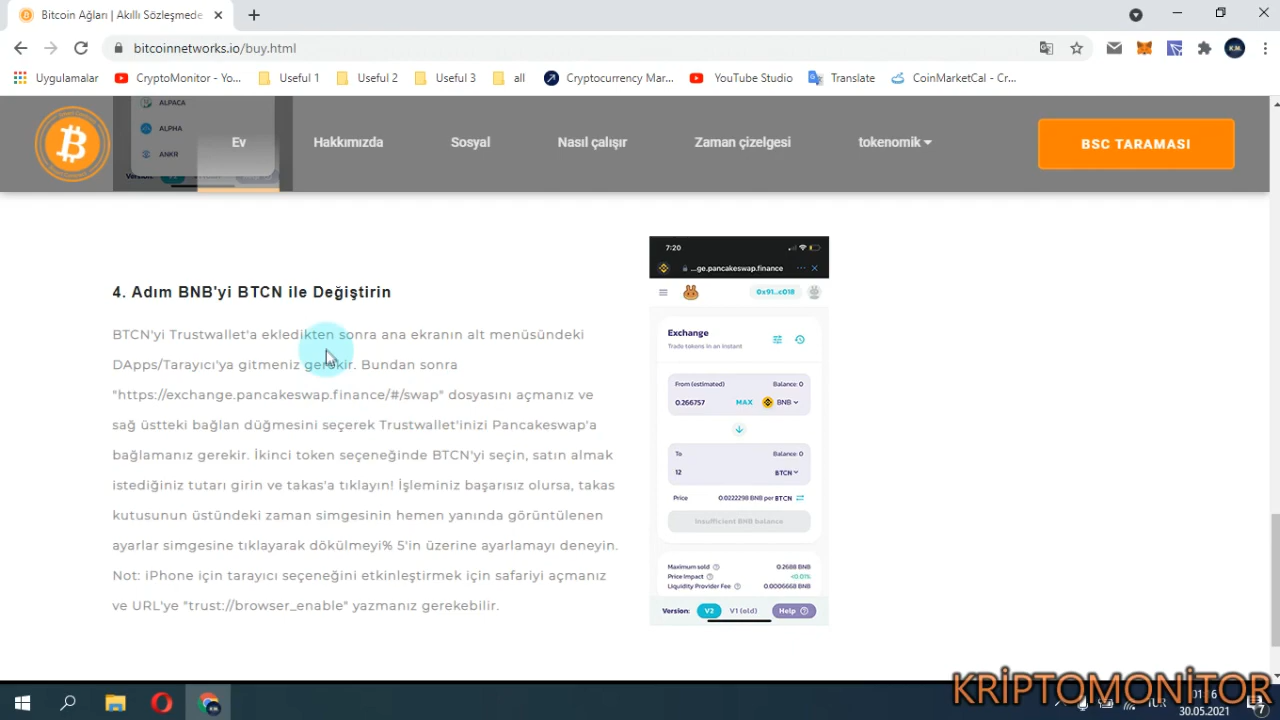 Bitcoin Ağları | Akıllı Sözleşmede
bitcoinnetworks.io/buy.html
Uygulamalar
CryptoMonitor - Yo...
Useful 1
Useful 2
Useful 3
all
Cryptocurrency Mar...
YouTube Studio
Translate
CoinMarketCal - Cr...
ALPACA
ALPHA
ANKR
Ev
Hakkımızda
Sosyal
Nasıl çalışır
Zaman çizelgesi
tokenomik
BSC TARAMASI
4. Adım BNB'yi BTCN ile Değiştirin
BTCN'yi Trustwallet'a ekledikten sonra ana ekranın alt menüsündeki
DApps/Tarayıcı'ya gitmeniz gerekir. Bundan sonra
"https://exchange.pancakeswap.finance/#/swap" dosyasını açmanız ve
sağ üstteki bağlan düğmesini seçerek Trustwallet'inizi Pancakeswap'a
bağlamanız gerekir. İkinci token seçeneğinde BTCN'yi seçin, satın almak
istediğiniz tutarı girin ve takas'a tıklayın! İşleminiz başarısız olursa, takas
kutusunun üstündeki zaman simgesinin hemen yanında görüntülenen
ayarlar simgesine tıklayarak dökülmeyi% 5'in üzerine ayarlamayı deneyin.
Not: iPhone için tarayıcı seçeneğini etkinleştirmek için safariyi açmanız
ve URL'ye "trust://browser_enable" yazmanız gerekebilir.
7:20
...ge.pancakeswap.finance
0x91...c018
Exchange
Trade tokens in an instant
From (estimated) Balance: 0
0.266757 MAX BNB
To: Balance: 0
12 BTCN
Price 0.0222298 BNB per BTCN
Insufficient BNB balance
Maximum sold 0.2688 BNB
Price Impact <0.01%
Liquidity Provider Fee 0.0006668 BNB
Version: V2 V1 (old) Help
KRİPTOMONİTOR
TUR
30.05.2021
7